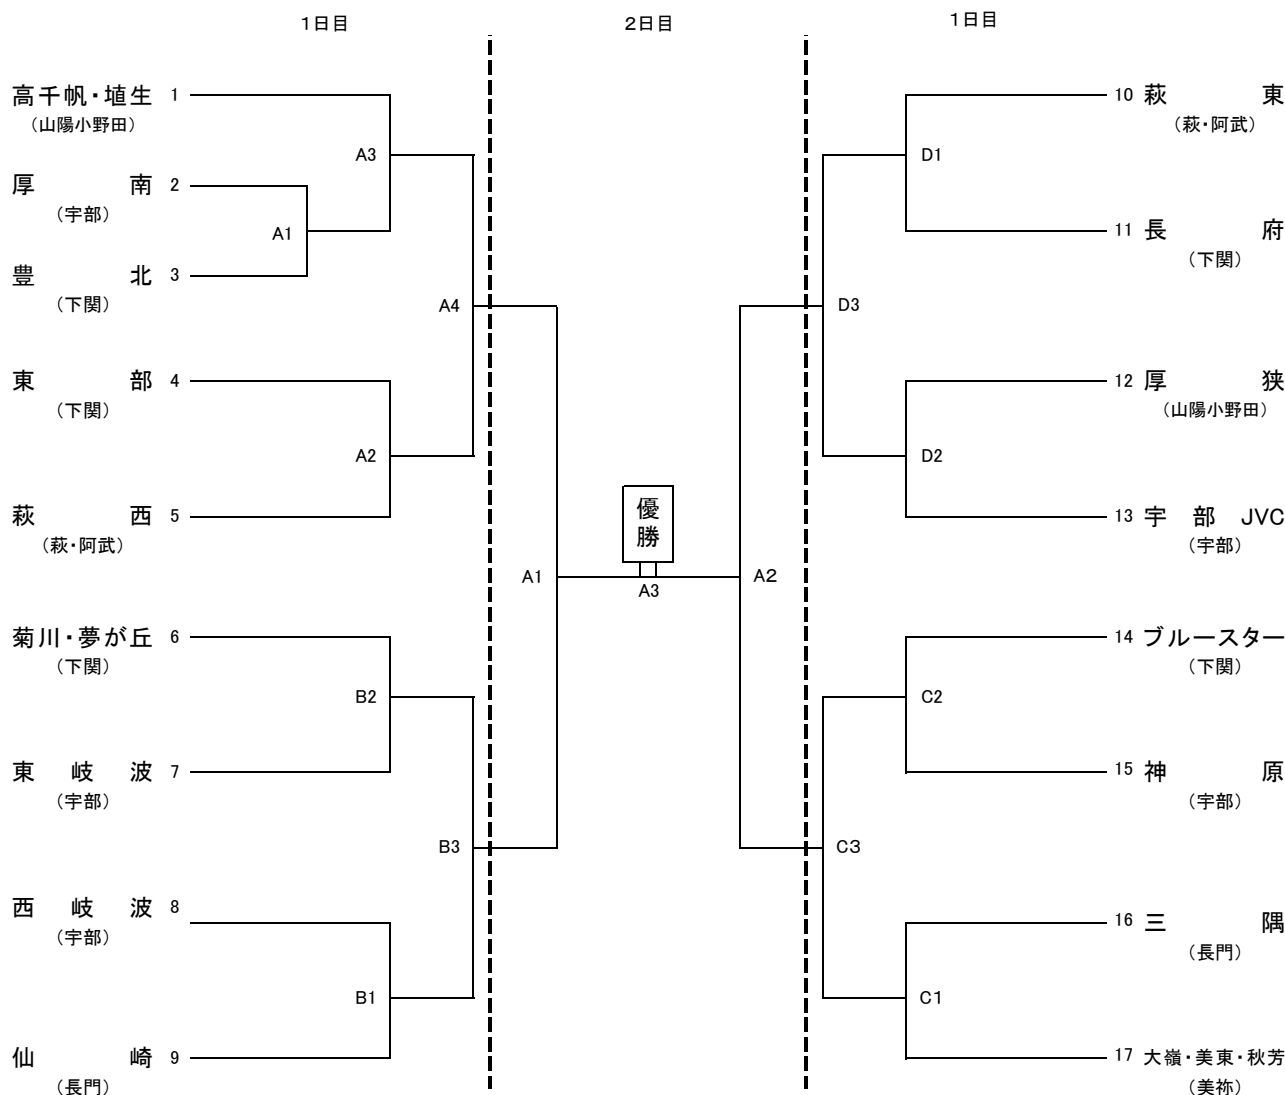 1日目
2日目
1日目
高千帆・埴生 1
（山陽小野田）
厚南 2
（宇部）
豊北 3
（下関）
東部 4
（下関）
萩西 5
（萩・阿武）
菊川・夢が丘 6
（下関）
東岐波 7
（宇部）
西岐波 8
（宇部）
仙崎 9
（長門）
A3
A1
A4
A2
B2
B3
B1
A1
優勝
A3
A2
D1
D3
D2
C2
C3
C1
10 萩東
（萩・阿武）
11 長府
（下関）
12 厚狭
（山陽小野田）
13 宇部 JVC
（宇部）
14 ブルースター
（下関）
15 神原
（宇部）
16 三隅
（長門）
17 大嶺・美東・秋芳
（美祢）